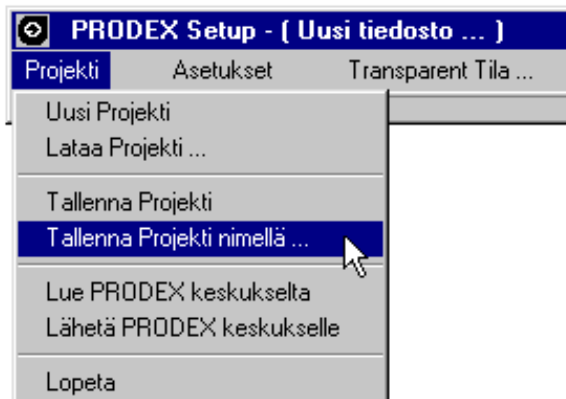 PRODEX Setup - ( Uusi tiedosto ... )
Projekti Asetukset Transparent Tila ...
Uusi Projekti
Lataa Projekti ...
Tallenna Projekti
Tallenna Projekti nimellä ...
Lue PRODEX keskukselta
Lähetä PRODEX keskukselle
Lopeta